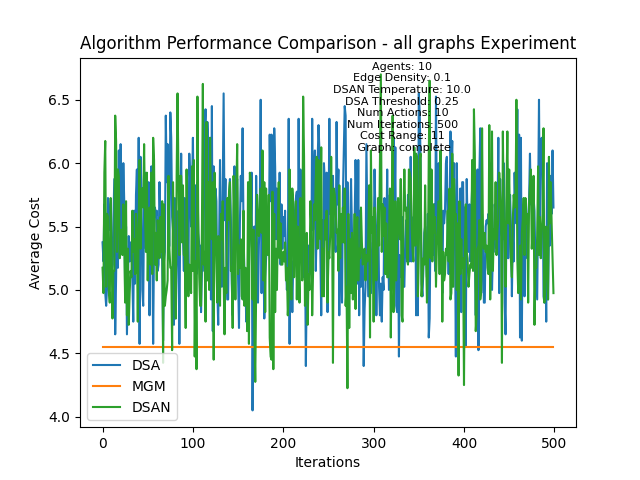 Algorithm Performance Comparison - all graphs Experiment
Agents: 10
Edge Density: 0.1
DSAN Temperature: 10.0
DSA Threshold: 0.25
Num Actions: 10
Num Iterations: 500
Cost Range: 11
Graphs complete
6.5
6.0
5.5
5.0
4.5
4.0
Average Cost
DSA
MGM
DSAN
0 100 200 300 400 500
Iterations